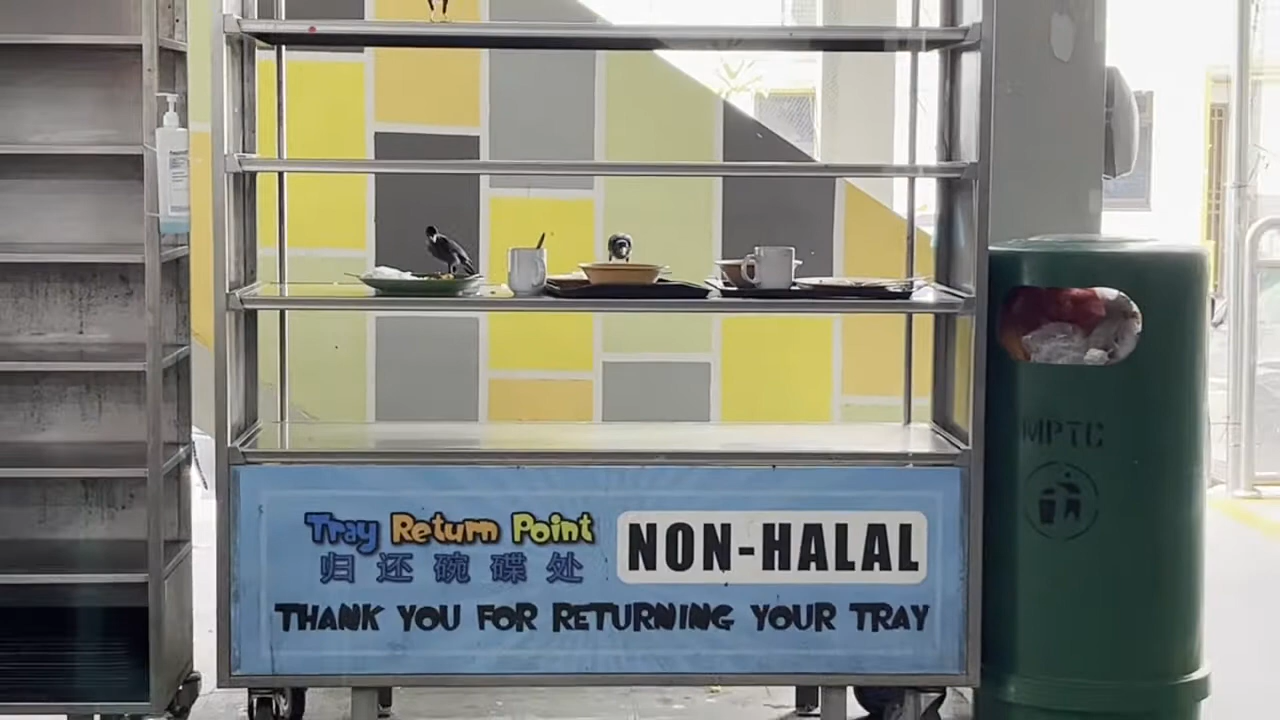 Tray Return Point
归还碗碟处
NON-HALAL
THANK YOU FOR RETURNING YOUR TRAY
MPTC